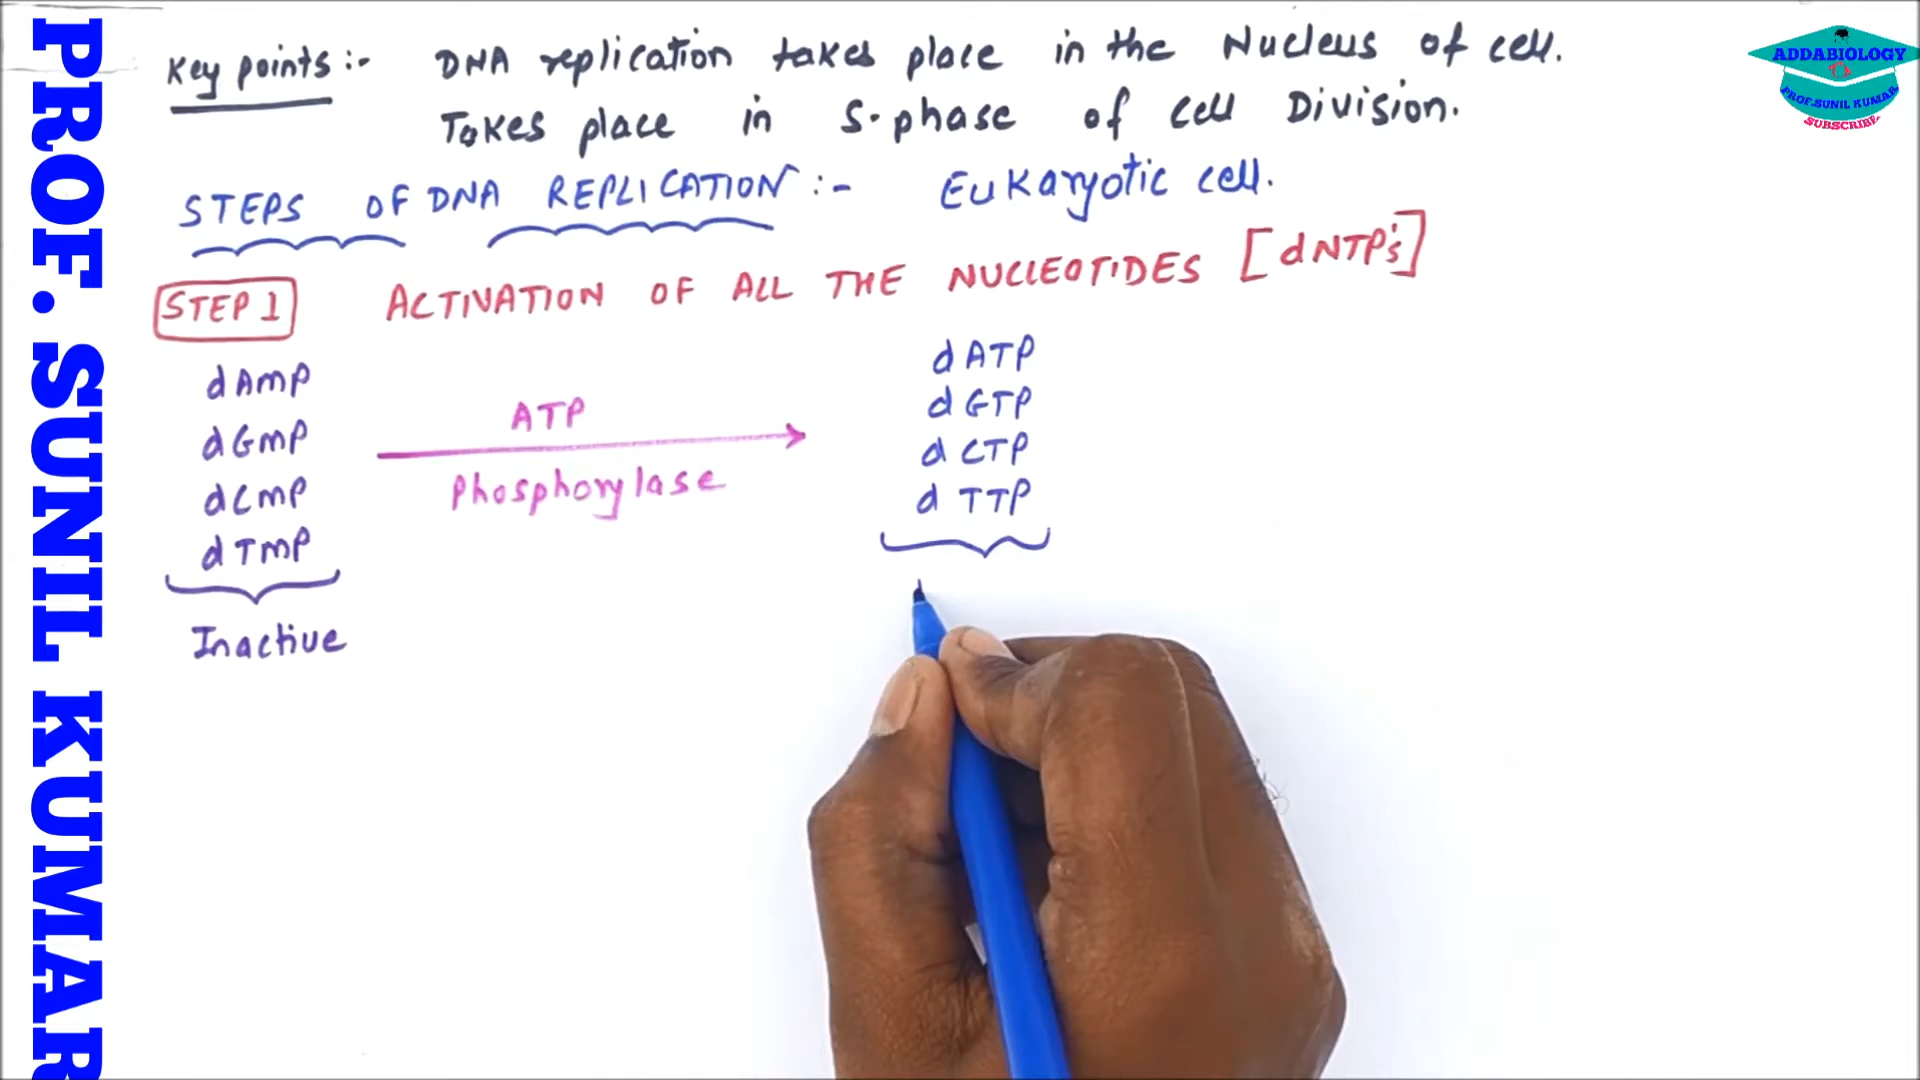 PROF. SUNIL KUMAR
Key points:- DNA replication takes place in the Nucleus of cell.
Takes place in S-phase of cell Division.
STEPS OF DNA REPLICATION:- Eukaryotic cell.
STEP 1 ACTIVATION OF ALL THE NUCLEOTIDES [dNTP's]
dAMP
dGMP
dCMP
dTMP
Inactive
ATP
Phosphorylase
dATP
dGTP
dCTP
dTTP
ADDABIOLOGY
PROF.SUNIL KUMAR
SUBSCRIBE